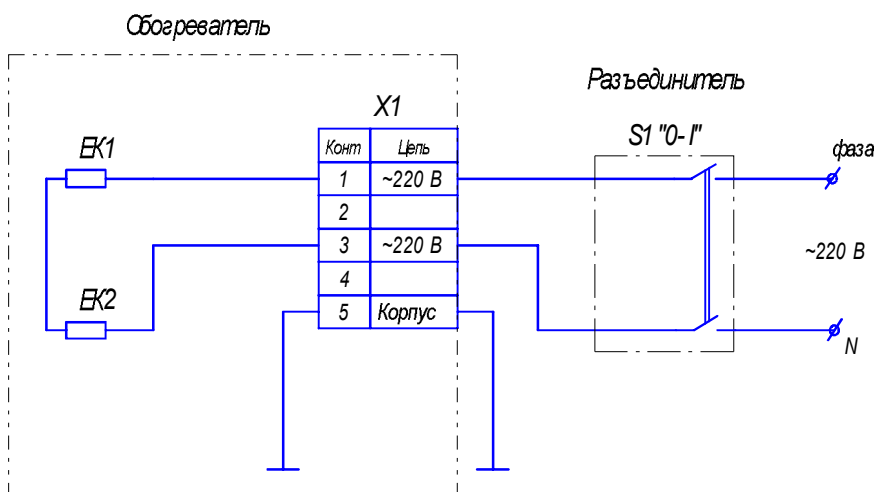 Обогреватель
Разъединитель
X1
S1 "0-I"
EK1
Конт Цепь
фаза
1 ~220 В
2
3 ~220 В
~220 В
4
EK2
5 Корпус
N